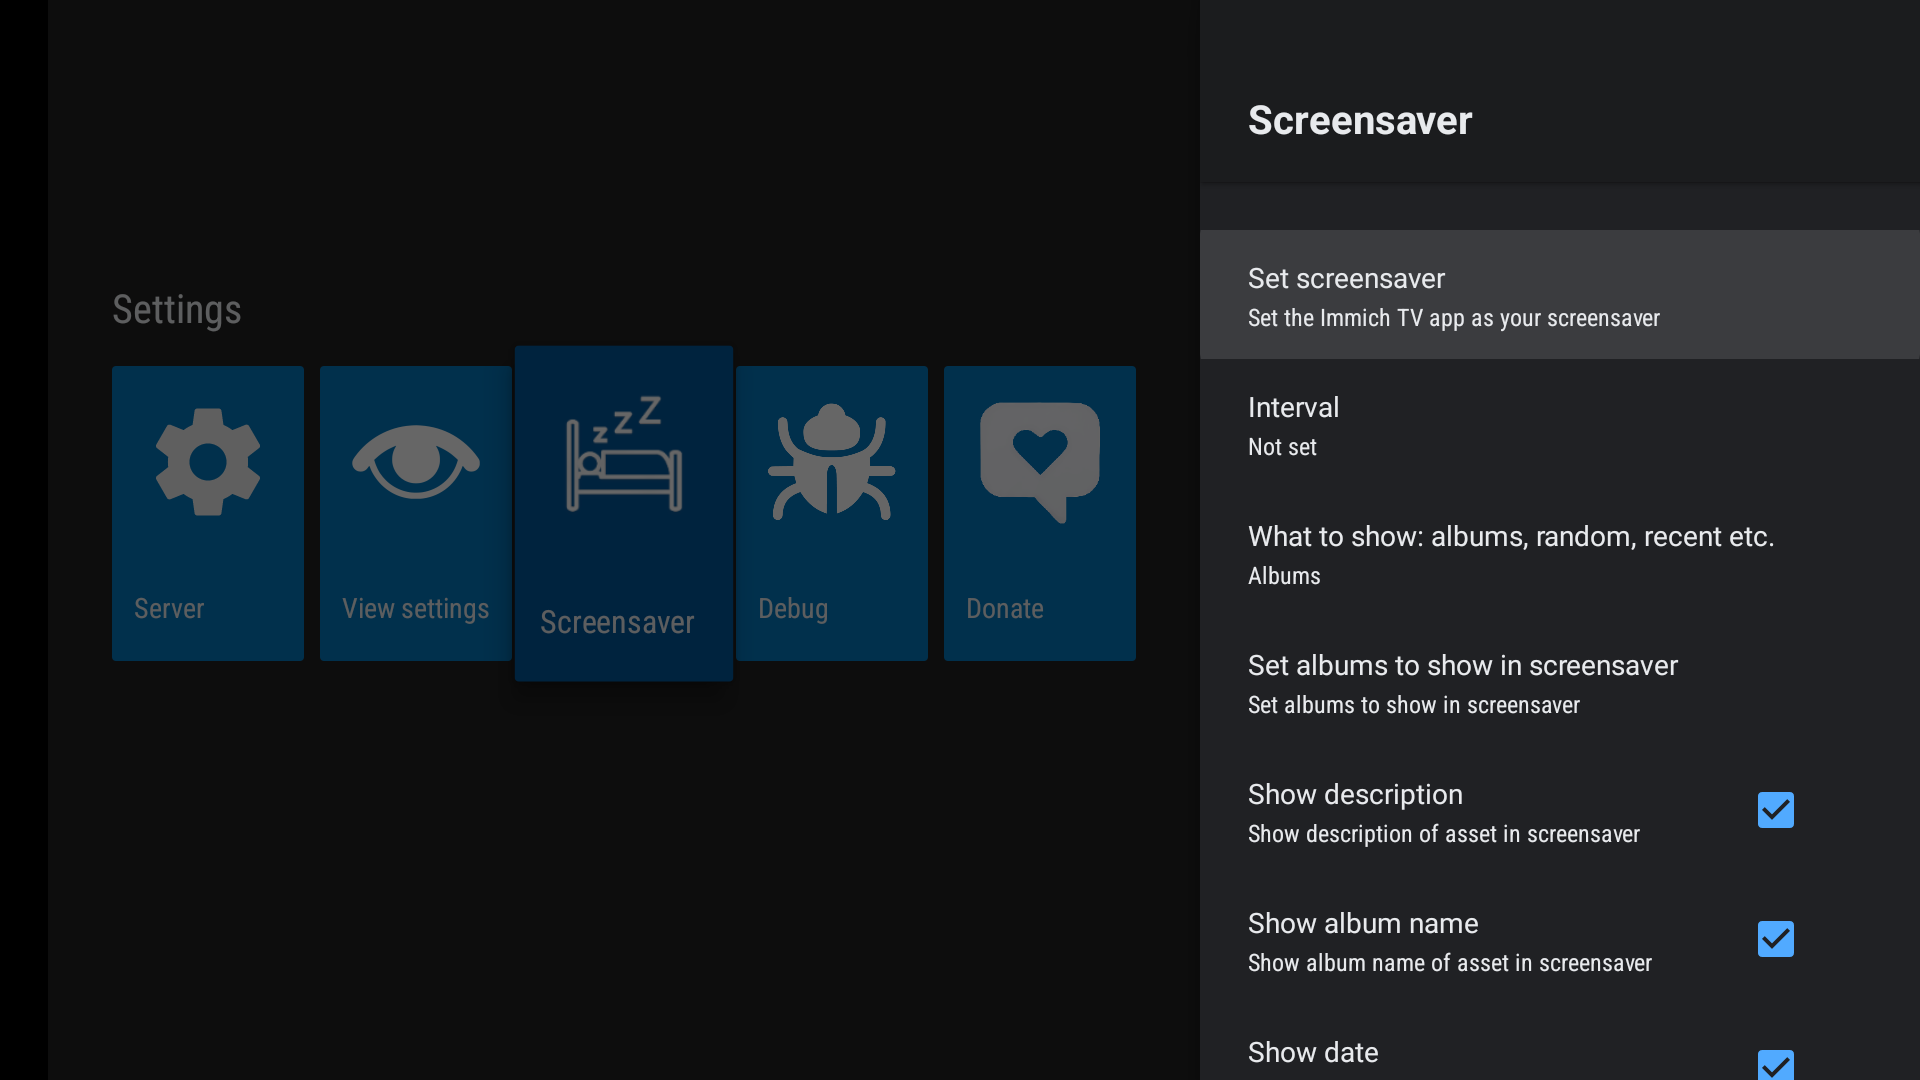 Settings
Server
View settings
Screensaver
Debug
Donate
Screensaver
Set screensaver
Set the Immich TV app as your screensaver
Interval
Not set
What to show: albums, random, recent etc.
Albums
Set albums to show in screensaver
Set albums to show in screensaver
Show description
Show description of asset in screensaver
Show album name
Show album name of asset in screensaver
Show date